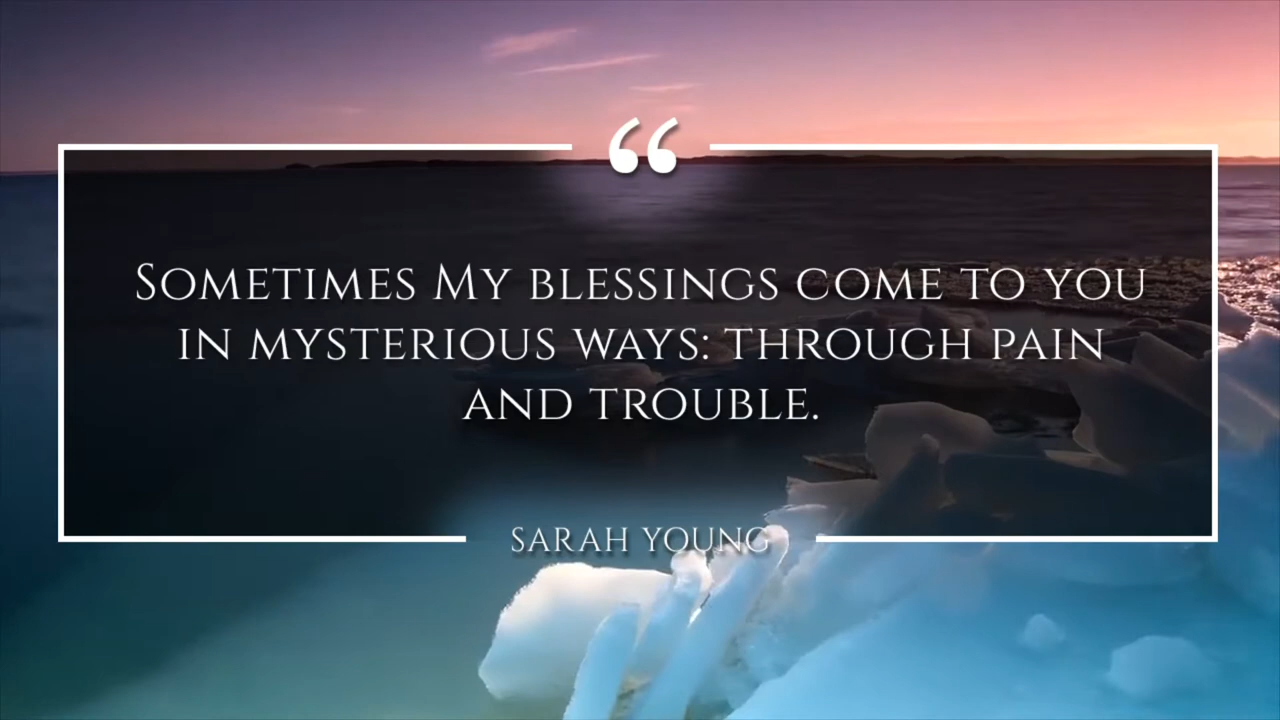 “
Sometimes My blessings come to you
in mysterious ways: through pain
and trouble.
SARAH YOUNG